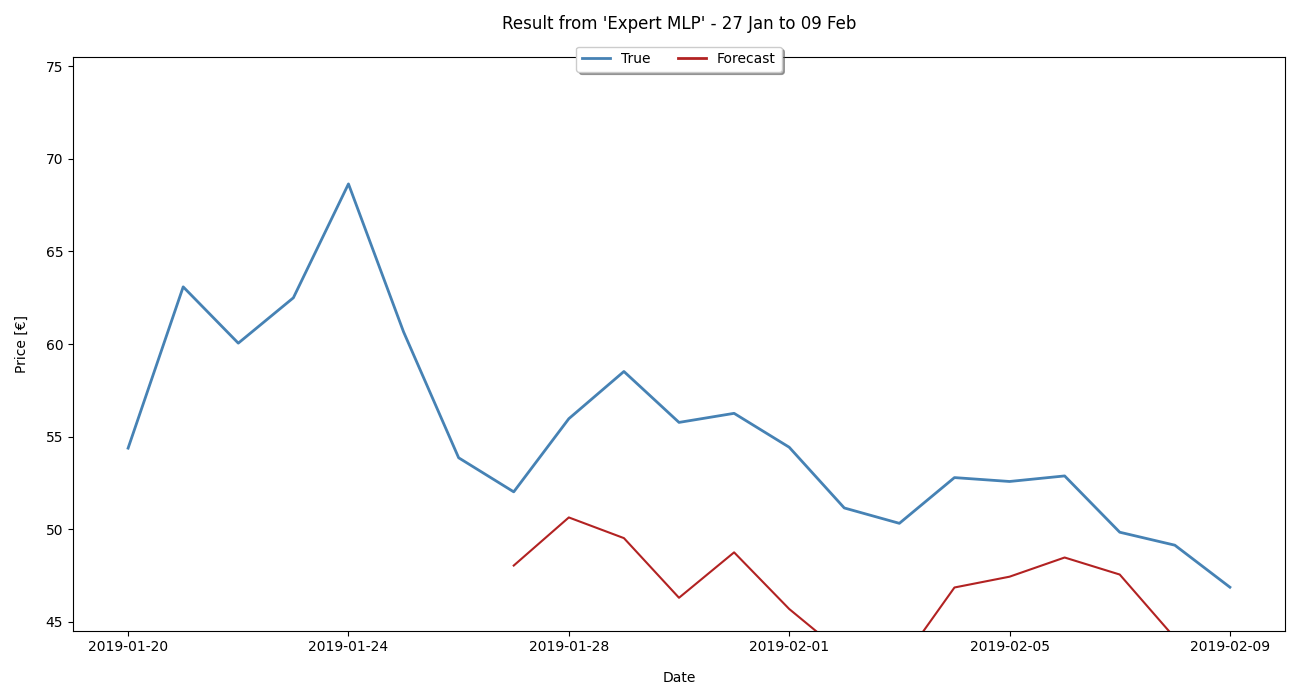 Result from 'Expert MLP' - 27 Jan to 09 Feb
True Forecast
75
70
65
60
55
50
45
Price [€]
2019-01-20 2019-01-24 2019-01-28 2019-02-01 2019-02-05 2019-02-09
Date